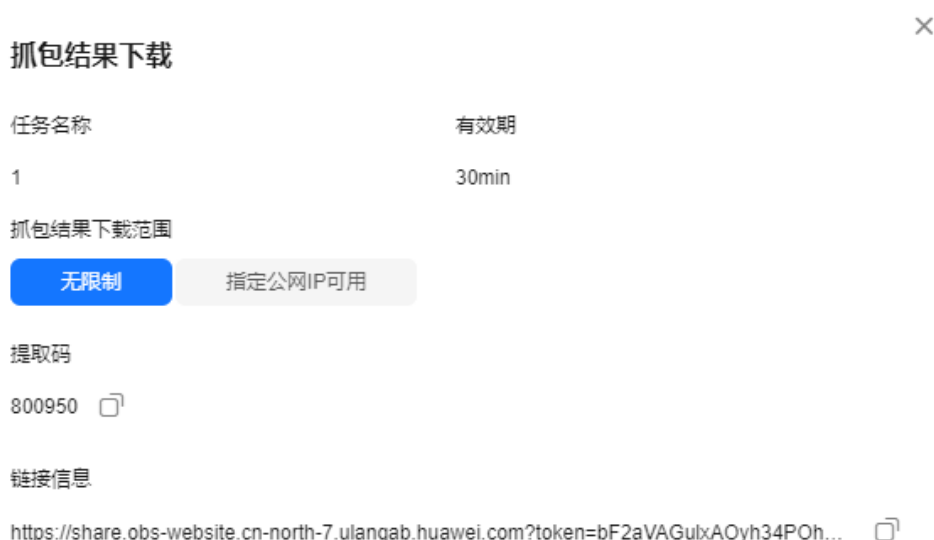 抓包结果下载
任务名称 有效期
1 30min
抓包结果下载范围
无限制 指定公网IP可用
提取码
800950
链接信息
https://share.obs-website.cn-north-7.ulanqab.huawei.com?token=bF2aVAGulxAOyh34POh...